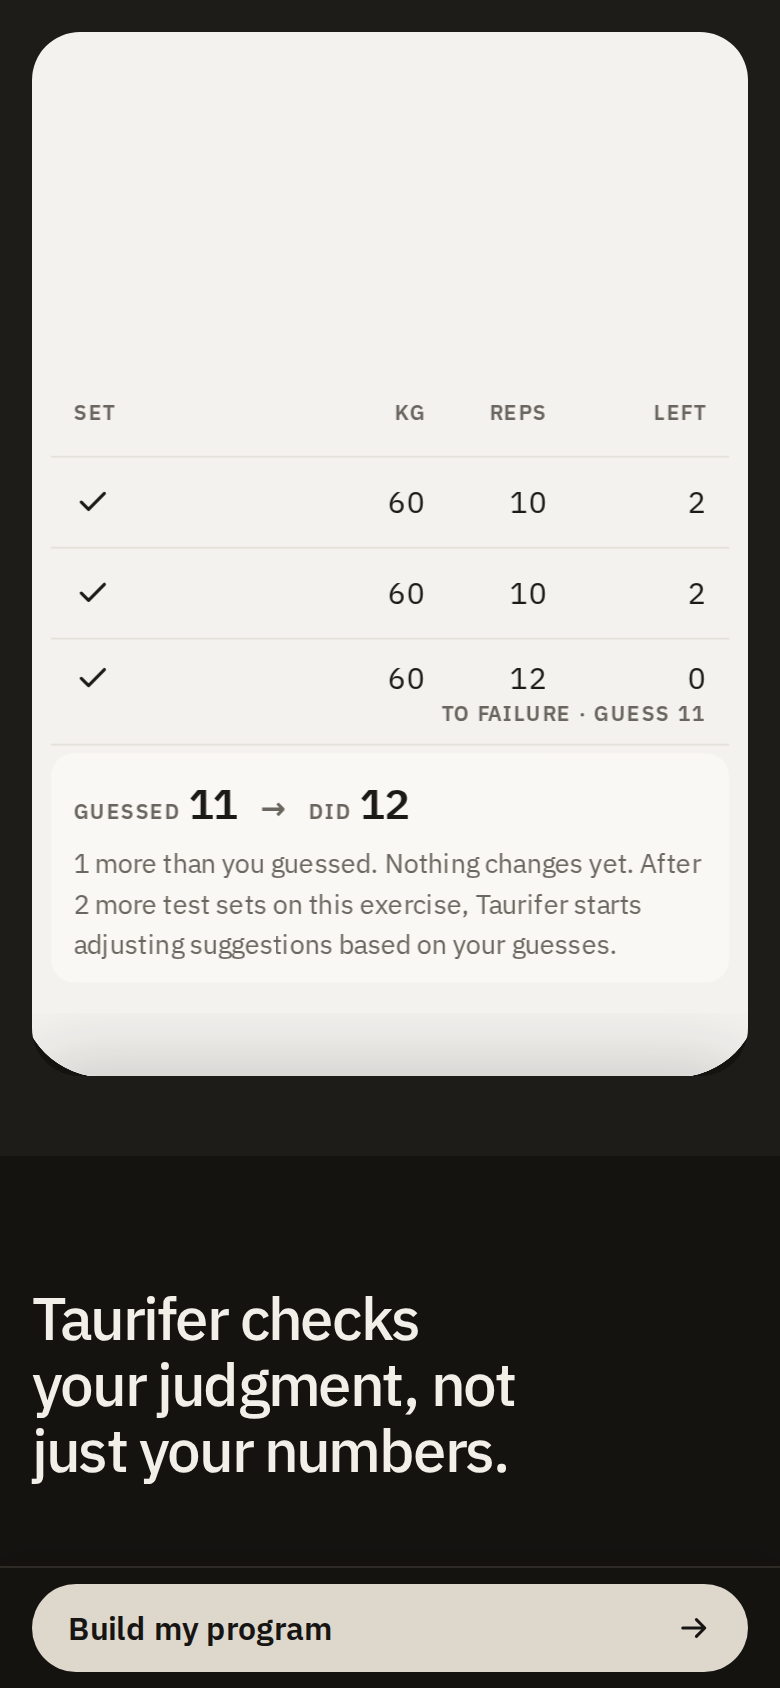 SET KG REPS LEFT
60 10 2
60 10 2
60 12 0
TO FAILURE · GUESS 11
GUESSED 11 → DID 12
1 more than you guessed. Nothing changes yet. After
2 more test sets on this exercise, Taurifer starts
adjusting suggestions based on your guesses.
Taurifer checks
your judgment, not
just your numbers.
Build my program →